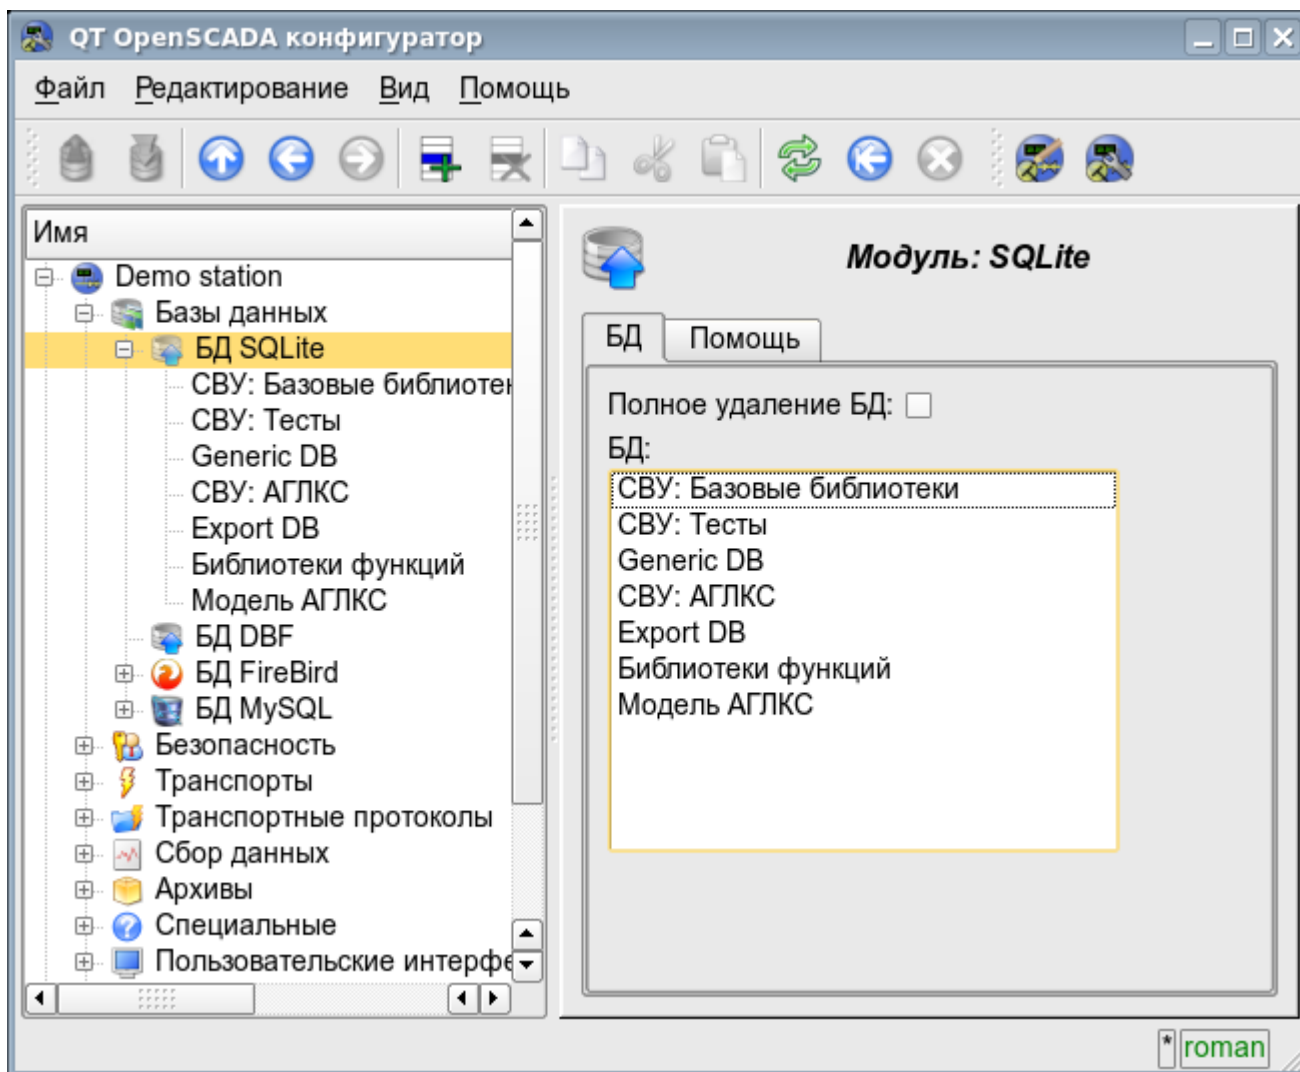 QT OpenSCADA конфигуратор
Файл Редактирование Вид Помощь
Имя
Demo station
Базы данных
БД SQLite
СВУ: Базовые библиотек
СВУ: Тесты
Generic DB
СВУ: АГЛКС
Export DB
Библиотеки функций
Модель АГЛКС
БД DBF
БД FireBird
БД MySQL
Безопасность
Транспорты
Транспортные протоколы
Сбор данных
Архивы
Специальные
Пользовательские интерфе
Модуль: SQLite
БД Помощь
Полное удаление БД:
БД:
СВУ: Базовые библиотеки
СВУ: Тесты
Generic DB
СВУ: АГЛКС
Export DB
Библиотеки функций
Модель АГЛКС
* roman